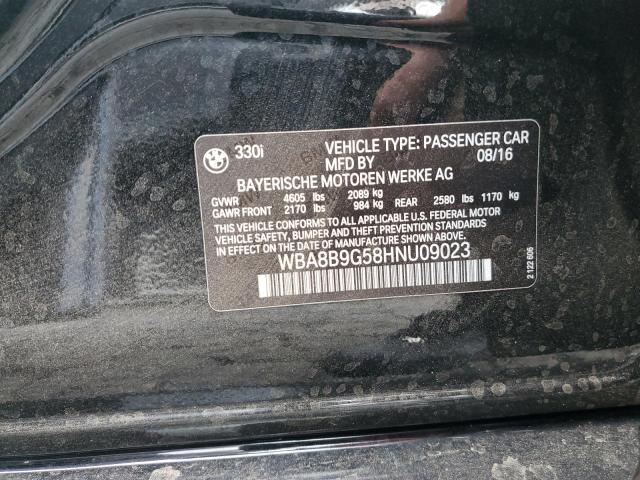 330i VEHICLE TYPE: PASSENGER CAR
MFD BY 08/16
BAYERISCHE MOTOREN WERKE AG
GVWR 4605 lbs 2089 kg
GAWR FRONT 2170 lbs 984 kg REAR 2580 lbs 1170 kg
THIS VEHICLE CONFORMS TO ALL APPLICABLE U.S. FEDERAL MOTOR
VEHICLE SAFETY, BUMPER AND THEFT PREVENTION STANDARDS
IN EFFECT ON THE DATE OF MANUFACTURE SHOWN ABOVE.
WBA8B9G58HNU09023
2 122 606